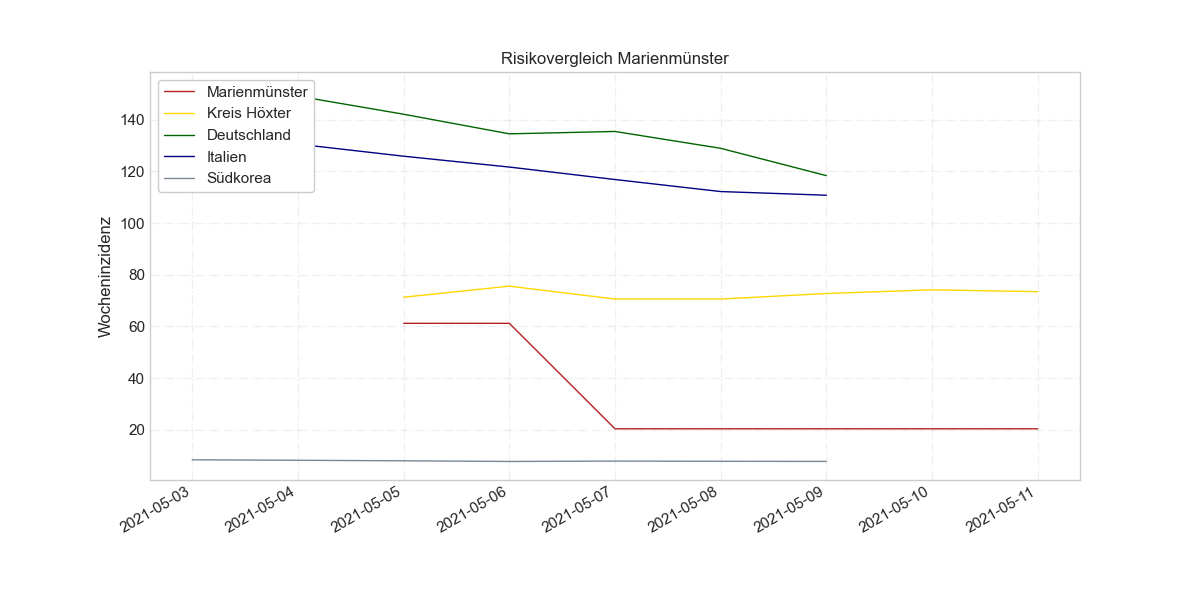 Risikovergleich Marienmünster
Marienmünster
Kreis Höxter
Deutschland
Italien
Südkorea
Wocheninzidenz
140
120
100
80
60
40
20
2021-05-03
2021-05-04
2021-05-05
2021-05-06
2021-05-07
2021-05-08
2021-05-09
2021-05-10
2021-05-11